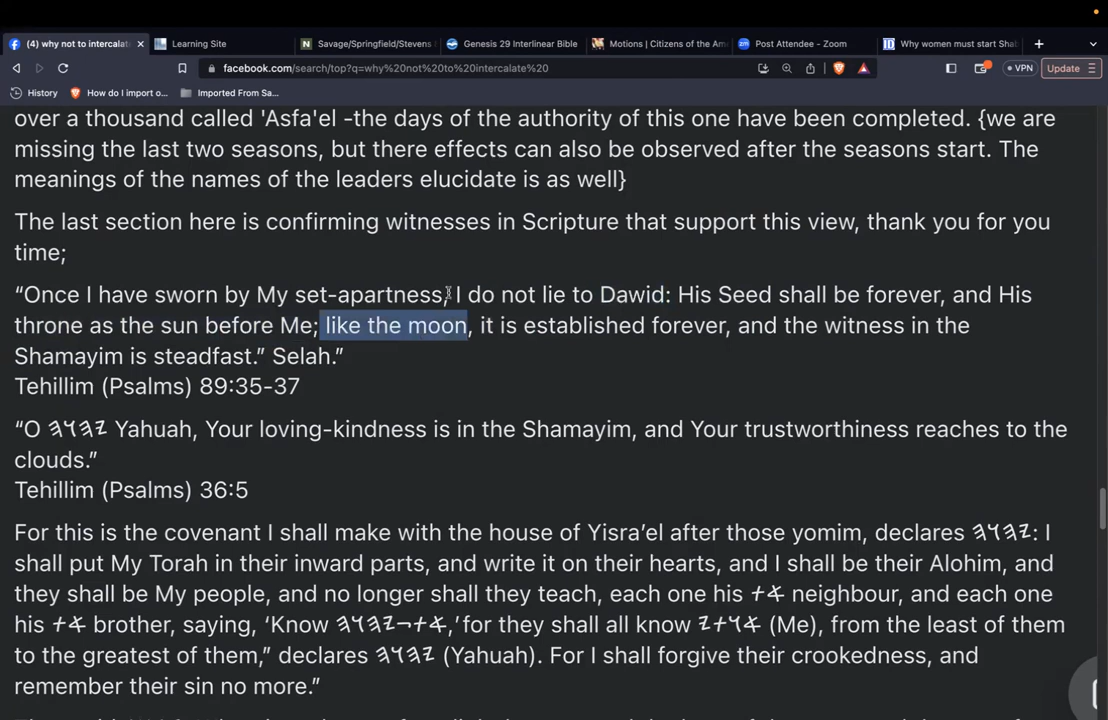 (4) why not to intercalat
Learning Site
Savage/Springfield/Stevens
Genesis 29 Interlinear Bible
Motions | Citizens of the Ame
Post Attendee - Zoom
Why women must start Shab
facebook.com/search/top?q=why%20not%20to%20intercalate%20
VPN
Update
History
How do I import o...
Imported From Sa...
over a thousand called 'Asfa'el -the days of the authority of this one have been completed. {we are
missing the last two seasons, but there effects can also be observed after the seasons start. The
meanings of the names of the leaders elucidate is as well}
The last section here is confirming witnesses in Scripture that support this view, thank you for you
time;
“Once I have sworn by My set-apartness, I do not lie to Dawid: His Seed shall be forever, and His
throne as the sun before Me; like the moon, it is established forever, and the witness in the
Shamayim is steadfast.” Selah.”
Tehillim (Psalms) 89:35-37
“O 𐤉𐤄𐤅𐤄 Yahuah, Your loving-kindness is in the Shamayim, and Your trustworthiness reaches to the
clouds.”
Tehillim (Psalms) 36:5
For this is the covenant I shall make with the house of Yisra’el after those yomim, declares 𐤉𐤄𐤅𐤄: I
shall put My Torah in their inward parts, and write it on their hearts, and I shall be their Alohim, and
they shall be My people, and no longer shall they teach, each one his 𐤀𐤕 neighbour, and each one
his 𐤀𐤕 brother, saying, ‘Know 𐤀𐤕-𐤉𐤄𐤅𐤄,’ for they shall all know 𐤀𐤅𐤕𐤉 (Me), from the least of them
to the greatest of them,” declares 𐤉𐤄𐤅𐤄 (Yahuah). For I shall forgive their crookedness, and
remember their sin no more.”